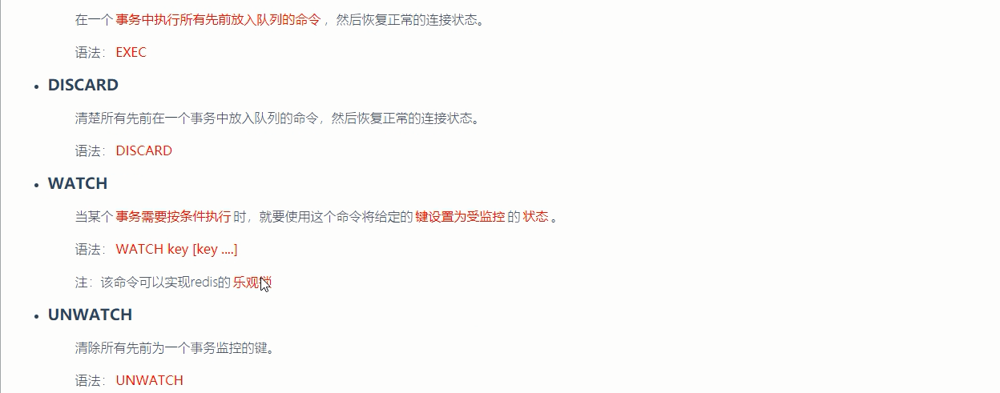 在一个 事务中执行所有先前放入队列的命令 ，然后恢复正常的连接状态。
语法： EXEC
DISCARD
清楚所有先前在一个事务中放入队列的命令，然后恢复正常的连接状态。
语法： DISCARD
WATCH
当某个 事务需要按条件执行 时，就要使用这个命令将给定的 键设置为受监控 的 状态 。
语法： WATCH key [key ....]
注：该命令可以实现redis的 乐观锁
UNWATCH
清除所有先前为一个事务监控的键。
语法： UNWATCH